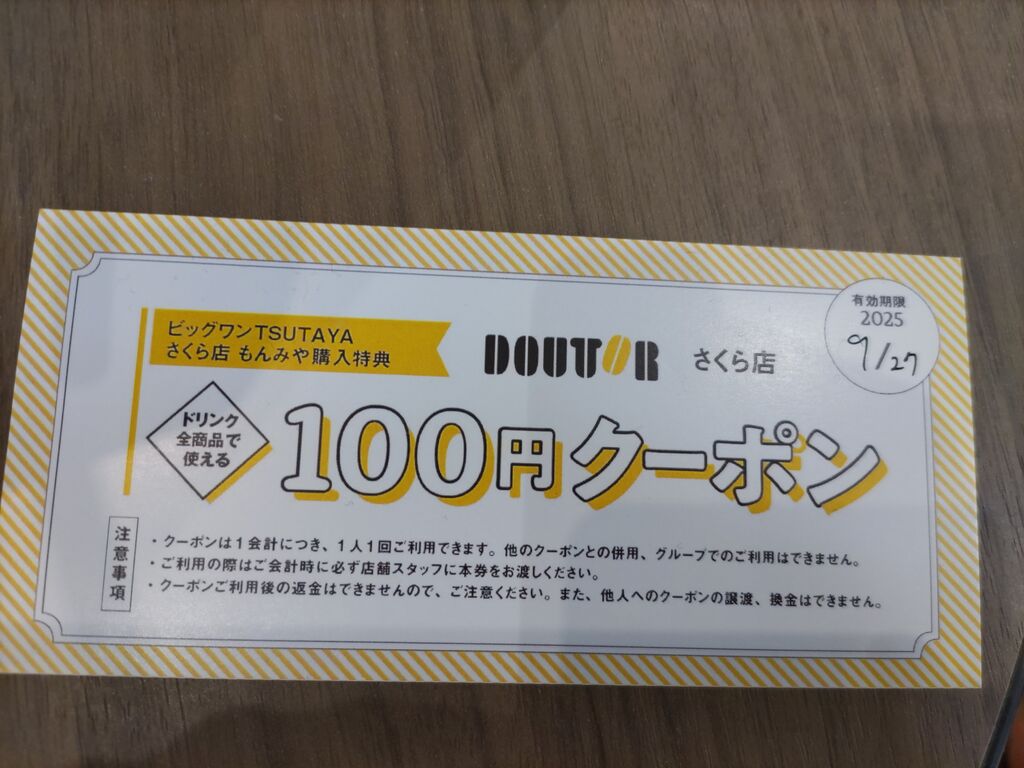 ビッグワンTSUTAYA
さくら店 もんみや購入特典
DOUTOR さくら店
有効期限
2025
9/27
ドリンク
全商品で
使える
100円クーポン
注意事項
・クーポンは1会計につき、1人1回ご利用できます。他のクーポンとの併用、グループでのご利用はできません。
・ご利用の際はご会計時に必ず店舗スタッフに本券をお渡しください。
・クーポンご利用後の返金はできませんので、ご注意ください。また、他人へのクーポンの譲渡、換金はできません。